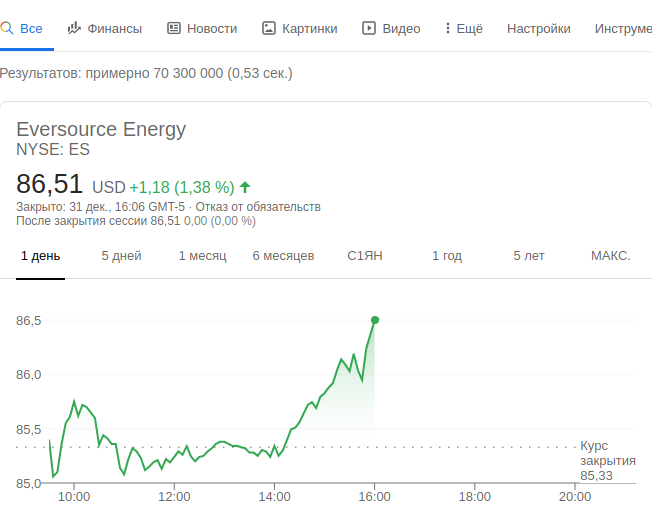 Все Финансы Новости Картинки Видео Ещё Настройки Инструме
Результатов: примерно 70 300 000 (0,53 сек.)
Eversource Energy
NYSE: ES
86,51 USD +1,18 (1,38 %)
Закрыто: 31 дек., 16:06 GMT-5 · Отказ от обязательств
После закрытия сессии 86,51 0,00 (0,00 %)
1 день 5 дней 1 месяц 6 месяцев С1ЯН 1 год 5 лет МАКС.
86,5
86,0
85,5
Курс
закрытия
85,33
85,0
10:00 12:00 14:00 16:00 18:00 20:00